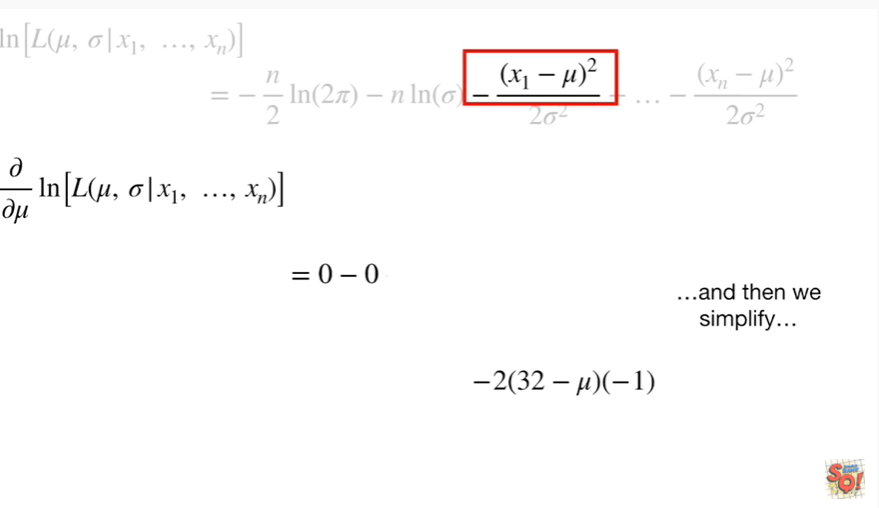 ln[L(μ, σ|x₁, …, xₙ)]
= − n/2 ln(2π) − n ln(σ) − (x₁ − μ)²/2σ² − … − (xₙ − μ)²/2σ²
∂/∂μ ln[L(μ, σ|x₁, …, xₙ)]
= 0 − 0
…and then we
simplify…
−2(32 − μ)(−1)
SQ!